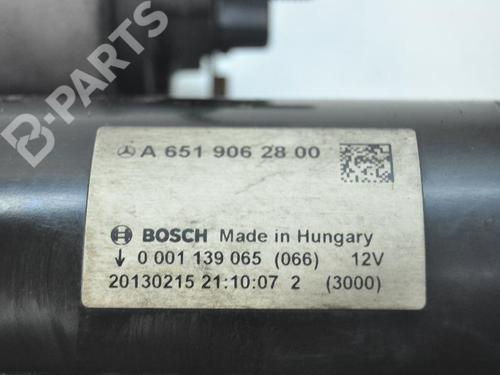 A 651 906 28 00
BOSCH Made in Hungary
0 001 139 065 (066) 12V
20130215 21:10:07 2 (3000)
B-PARTS
B-PARTS